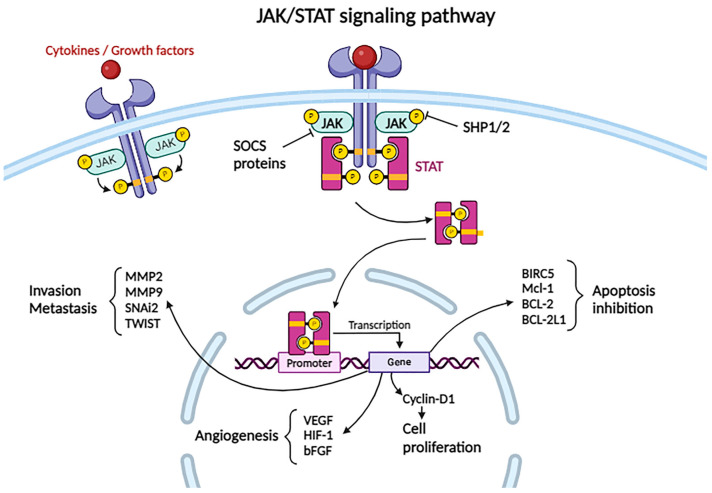 JAK/STAT signaling pathway
Cytokines / Growth factors
P
P
JAK
JAK
P
P
P
P
JAK
JAK
SHP1/2
SOCS
proteins
P
P
STAT
P
P
P
P
Invasion
Metastasis
MMP2
MMP9
SNAi2
TWIST
BIRC5
Mcl-1
BCL-2
BCL-2L1
Apoptosis
inhibition
P
P
Transcription
Promoter
Gene
Cyclin-D1
Cell
proliferation
Angiogenesis
VEGF
HIF-1
bFGF